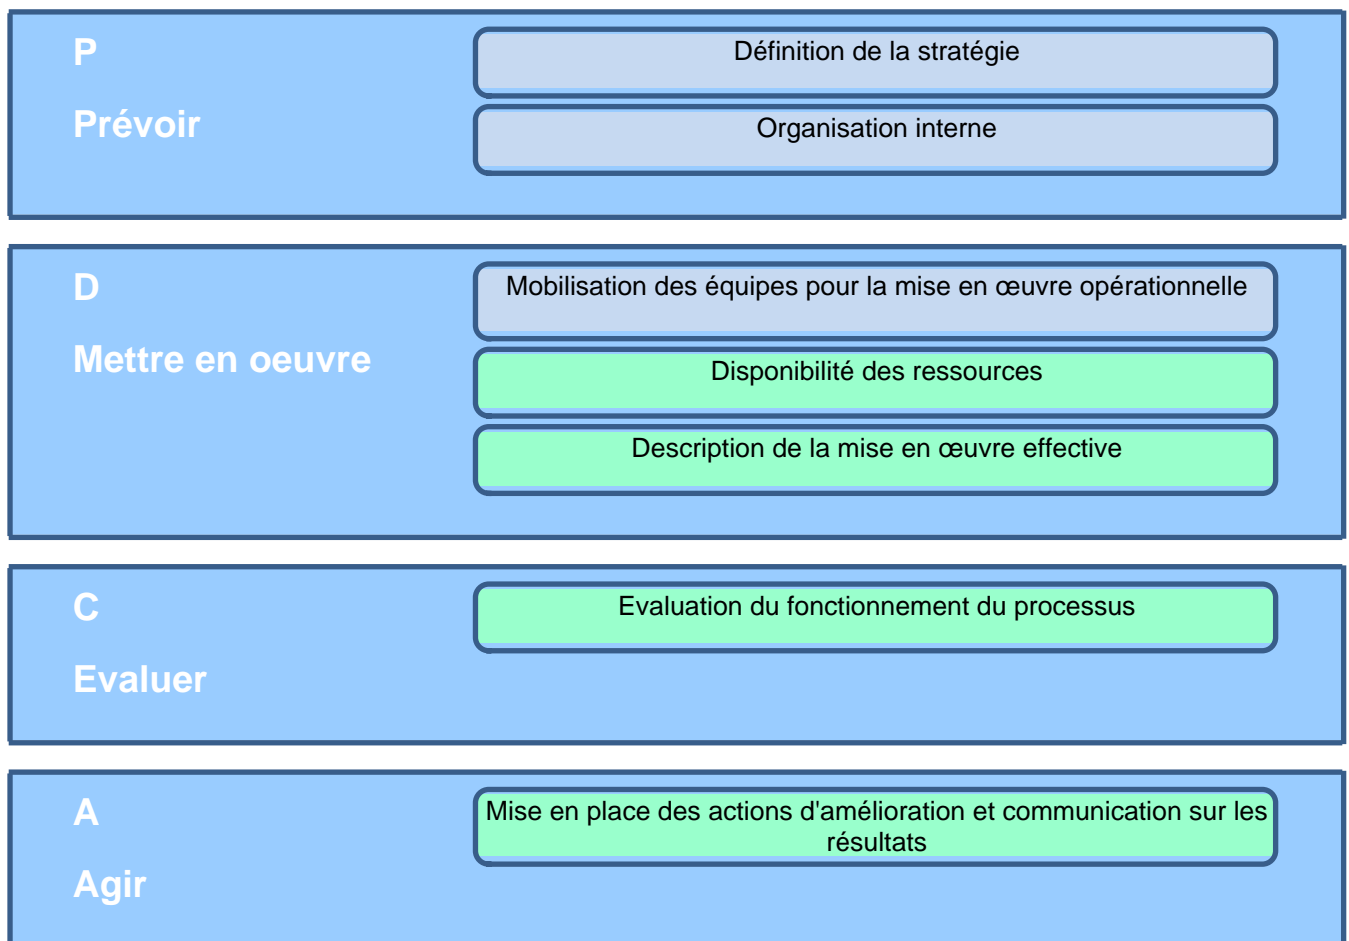 P
Prévoir
Définition de la stratégie
Organisation interne
D
Mettre en oeuvre
Mobilisation des équipes pour la mise en œuvre opérationnelle
Disponibilité des ressources
Description de la mise en œuvre effective
C
Evaluer
Evaluation du fonctionnement du processus
A
Agir
Mise en place des actions d'amélioration et communication sur les
résultats